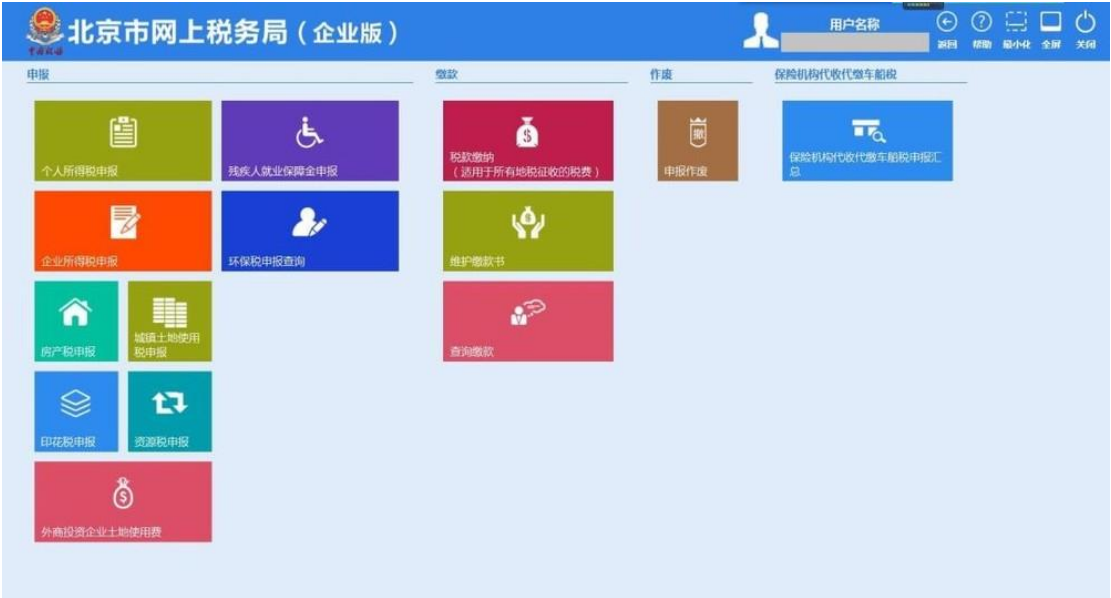 北京市网上税务局（企业版）
中国税务
用户名称
返回
帮助
最小化
全屏
关闭
申报
缴款
作废
保险机构代收代缴车船税
个人所得税申报
残疾人就业保障金申报
税款缴纳
（适用于所有地税征收的税费）
撤
申报作废
保险机构代收代缴车船税申报汇
总
企业所得税申报
环保税申报查询
维护缴款书
房产税申报
城镇土地使用
税申报
查询缴款
印花税申报
资源税申报
外商投资企业土地使用费